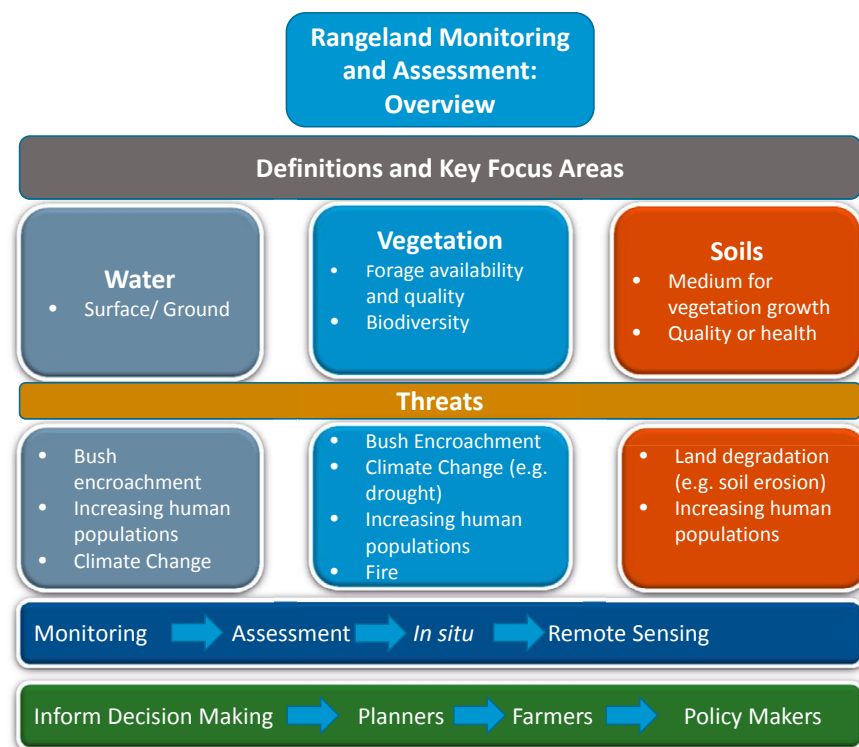 Rangeland Monitoring
and Assessment:
Overview
Definitions and Key Focus Areas
Water
• Surface/ Ground
Vegetation
• Forage availability
and quality
• Biodiversity
Soils
• Medium for
vegetation growth
• Quality or health
Threats
• Bush
encroachment
• Increasing human
populations
• Climate Change
• Bush Encroachment
• Climate Change (e.g.
drought)
• Increasing human
populations
• Fire
• Land degradation
(e.g. soil erosion)
• Increasing human
populations
Monitoring Assessment In situ Remote Sensing
Inform Decision Making Planners Farmers Policy Makers